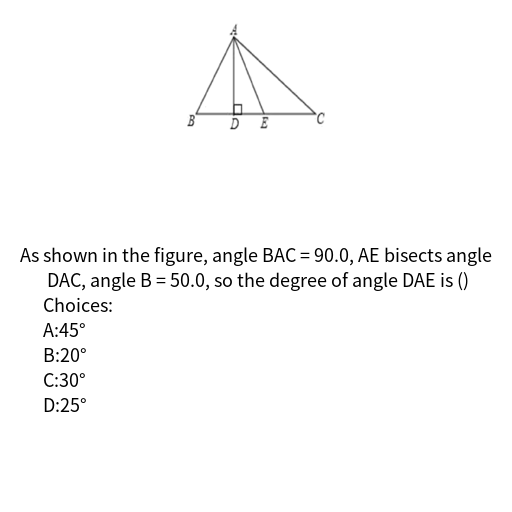 A
B
D
E
C
As shown in the figure, angle BAC = 90.0, AE bisects angle
DAC, angle B = 50.0, so the degree of angle DAE is ()
Choices:
A:45°
B:20°
C:30°
D:25°